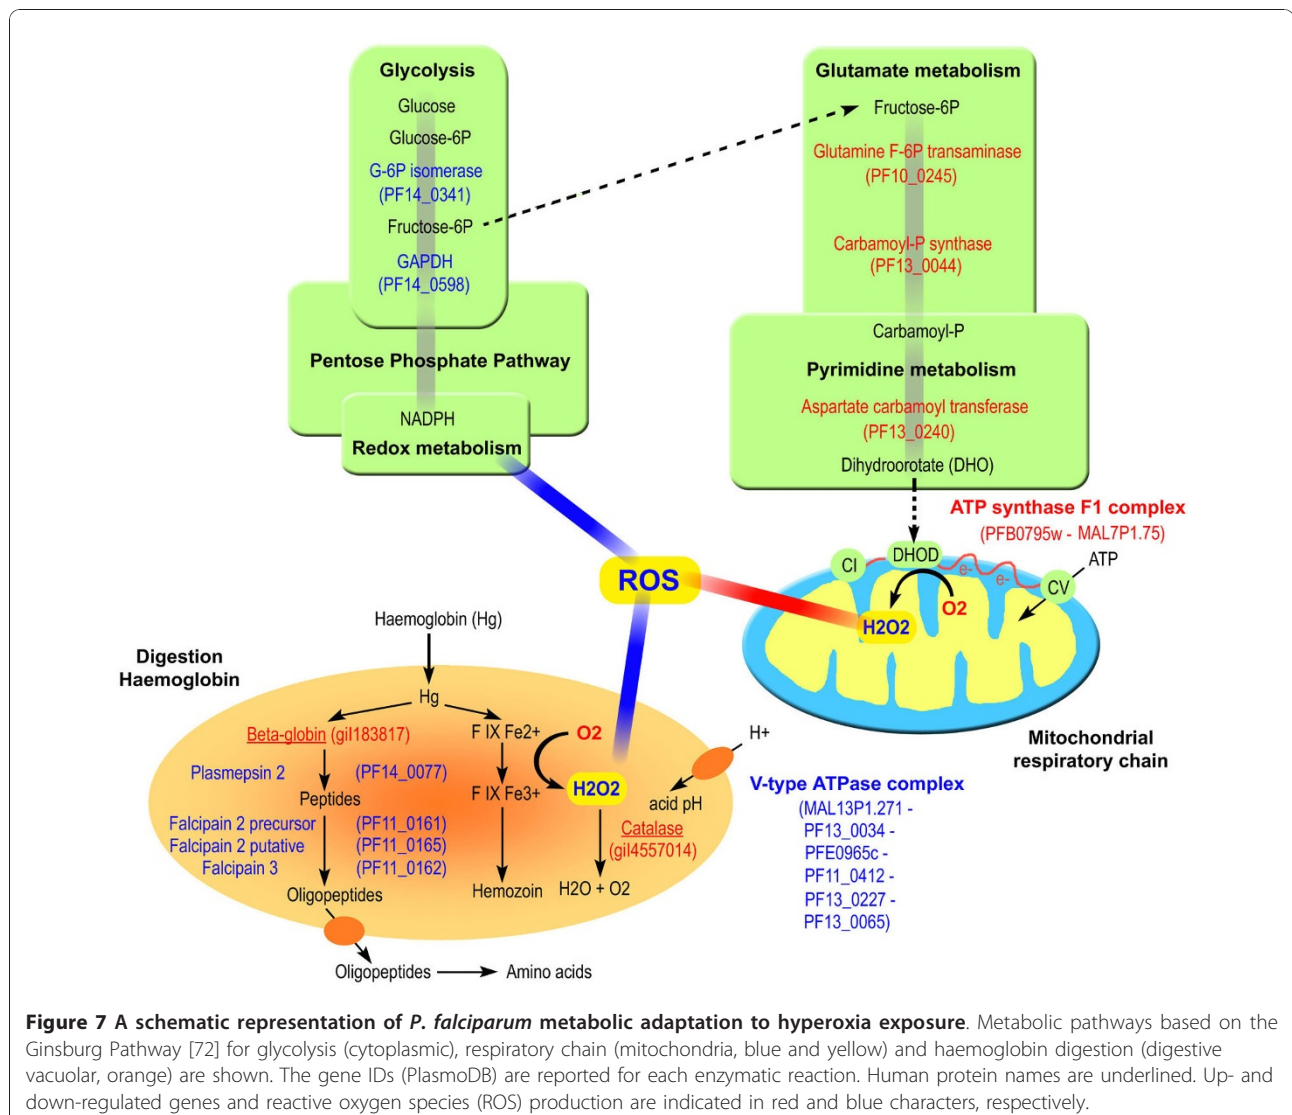 Glycolysis
Glucose
Glucose-6P
G-6P isomerase
(PF14_0341)
Fructose-6P
GAPDH
(PF14_0598)
Pentose Phosphate Pathway
NADPH
Redox metabolism
Glutamate metabolism
Fructose-6P
Glutamine F-6P transaminase
(PF10_0245)
Carbamoyl-P synthase
(PF13_0044)
Carbamoyl-P
Pyrimidine metabolism
Aspartate carbamoyl transferase
(PF13_0240)
Dihydroorotate (DHO)
ATP synthase F1 complex
(PFB0795w - MAL7P1.75)
CI
DHOD
e-
e-
CV
ATP
H2O2
O2
Mitochondrial
respiratory chain
ROS
Haemoglobin (Hg)
Digestion
Haemoglobin
Hg
Beta-globin (gil183817)
Plasmepsin 2 (PF14_0077)
Peptides
Falcipain 2 precursor (PF11_0161)
Falcipain 2 putative (PF11_0165)
Falcipain 3 (PF11_0162)
Oligopeptides
Oligopeptides
Amino acids
F IX Fe2+
F IX Fe3+
Hemozoin
O2
H2O2
H2O + O2
Catalase
(gil4557014)
acid pH
H+
V-type ATPase complex
(MAL13P1.271 -
PF13_0034 -
PFE0965c -
PF11_0412 -
PF13_0227 -
PF13_0065)
Figure 7 A schematic representation of P. falciparum metabolic adaptation to hyperoxia exposure. Metabolic pathways based on the
Ginsburg Pathway [72] for glycolysis (cytoplasmic), respiratory chain (mitochondria, blue and yellow) and haemoglobin digestion (digestive
vacuolar, orange) are shown. The gene IDs (PlasmoDB) are reported for each enzymatic reaction. Human protein names are underlined. Up- and
down-regulated genes and reactive oxygen species (ROS) production are indicated in red and blue characters, respectively.